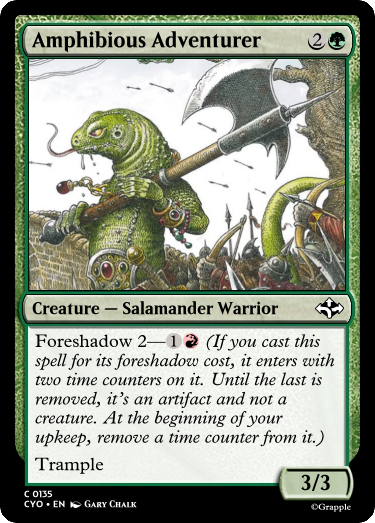 Amphibious Adventurer 2
Creature — Salamander Warrior
Foreshadow 2—1 (If you cast this
spell for its foreshadow cost, it enters with
two time counters on it. Until the last is
removed, it's an artifact and not a
creature. At the beginning of your
upkeep, remove a time counter from it.)
Trample
3/3
C 0135
CYO • EN Gary Chalk
©Grapple